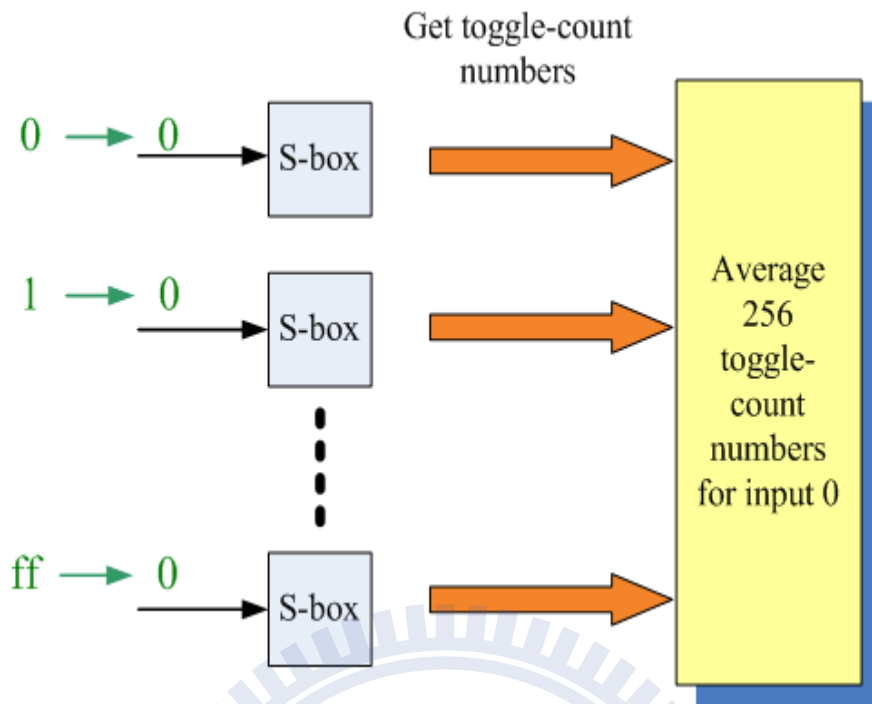 Get toggle-count
numbers
0 → 0
S-box
1 → 0
S-box
ff → 0
S-box
Average
256
toggle-
count
numbers
for input 0